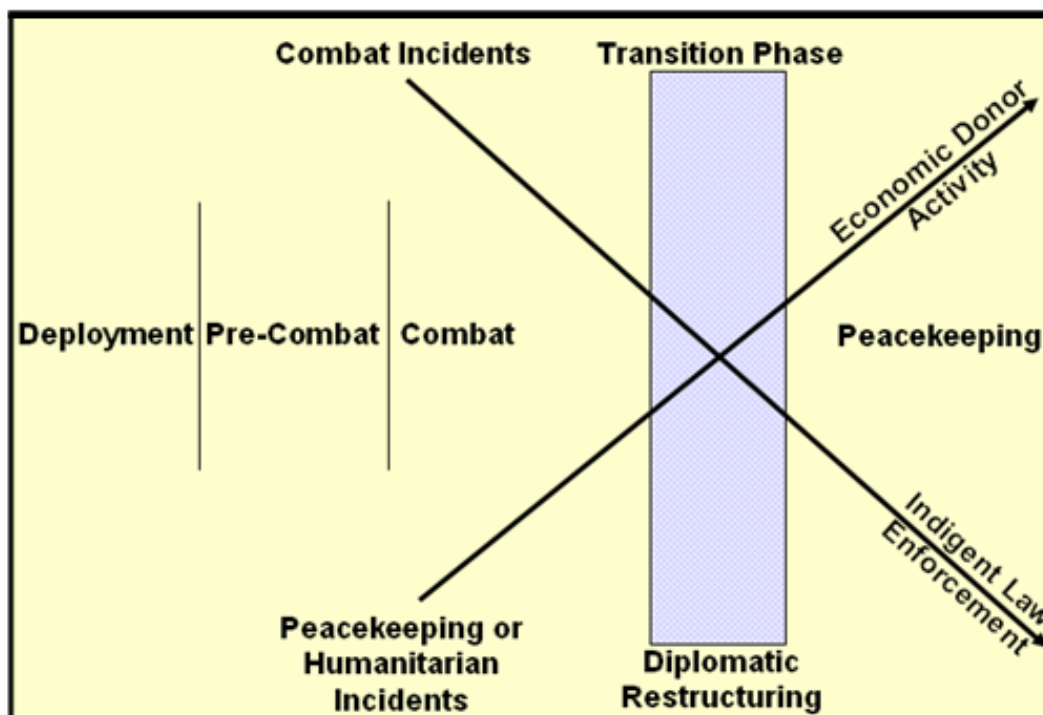 Combat Incidents
Transition Phase
Economic Donor
Activity
Deployment
Pre-Combat
Combat
Peacekeeping
Indigent Law
Enforcement
Peacekeeping or
Humanitarian
Incidents
Diplomatic
Restructuring